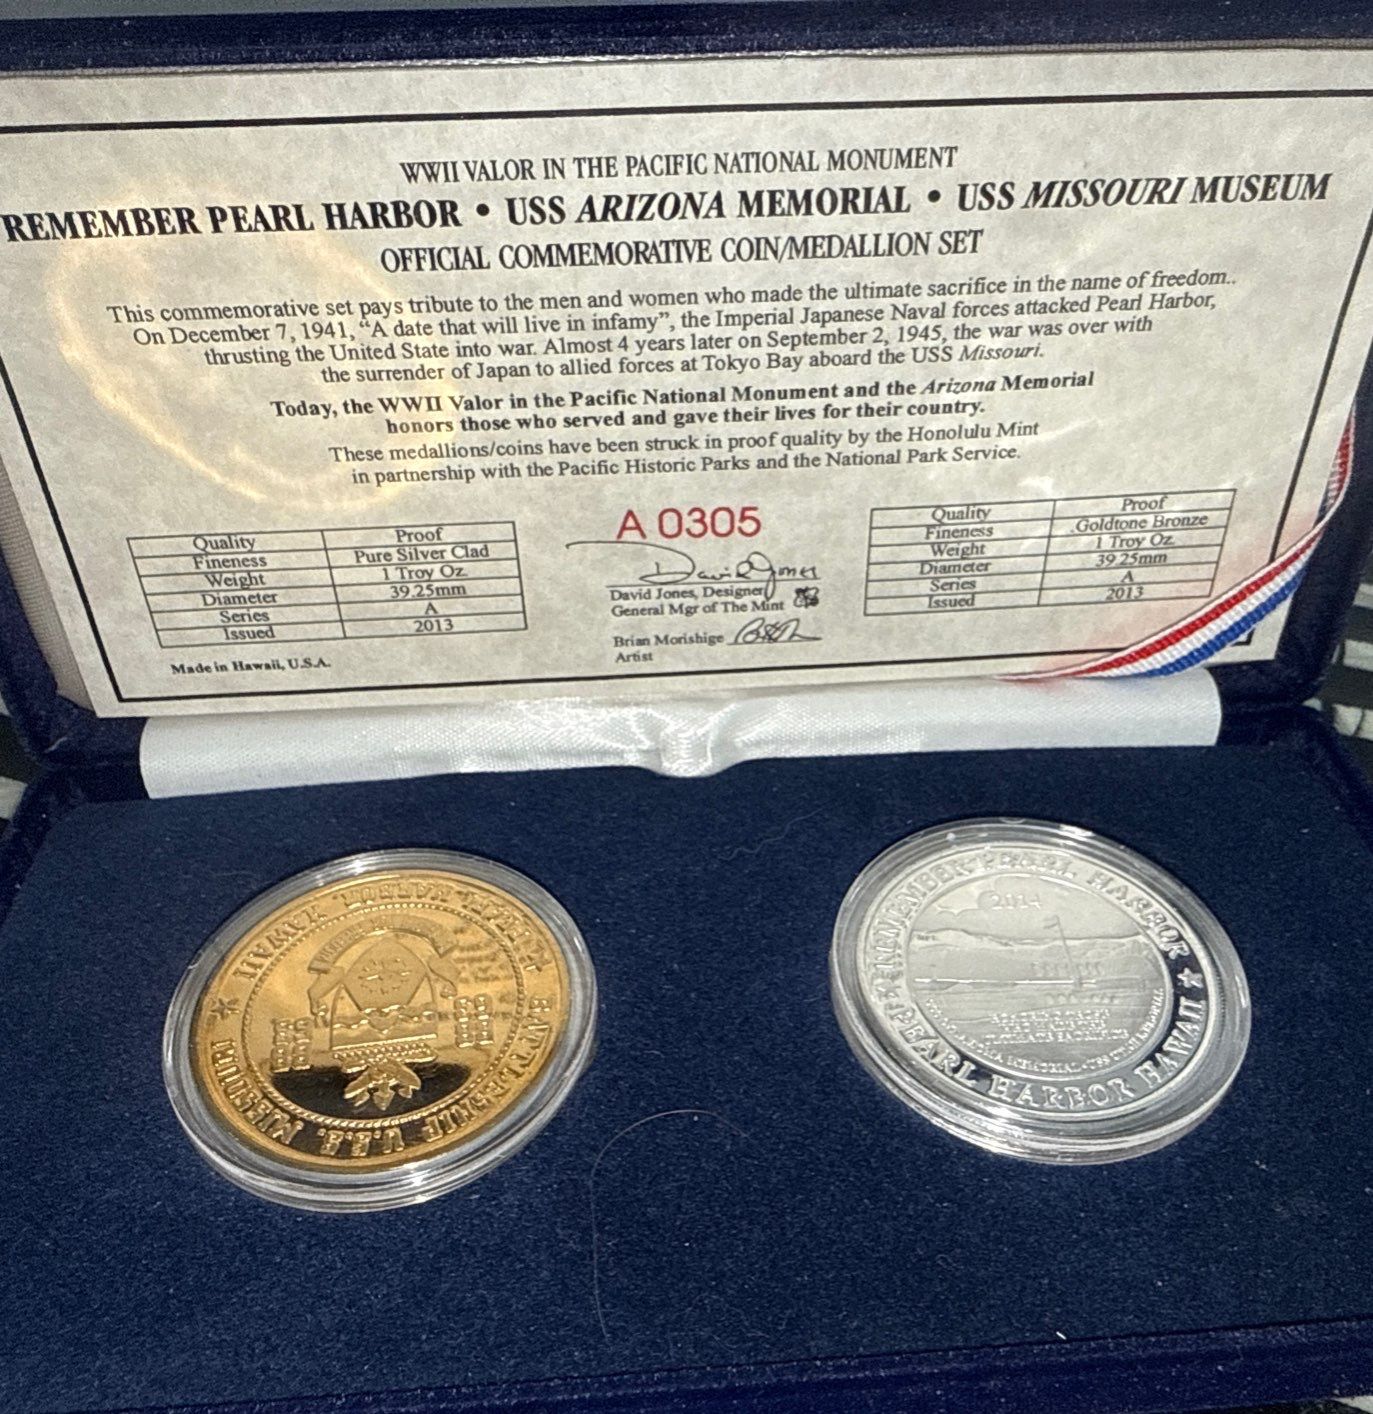 WWII VALOR IN THE PACIFIC NATIONAL MONUMENT
REMEMBER PEARL HARBOR • USS ARIZONA MEMORIAL • USS MISSOURI MUSEUM
OFFICIAL COMMEMORATIVE COIN/MEDALLION SET
This commemorative set pays tribute to the men and women who made the ultimate sacrifice in the name of freedom..
On December 7, 1941, “A date that will live in infamy”, the Imperial Japanese Naval forces attacked Pearl Harbor,
thrusting the United State into war. Almost 4 years later on September 2, 1945, the war was over with
the surrender of Japan to allied forces at Tokyo Bay aboard the USS Missouri.
Today, the WWII Valor in the Pacific National Monument and the Arizona Memorial
honors those who served and gave their lives for their country.
These medallions/coins have been struck in proof quality by the Honolulu Mint
in partnership with the Pacific Historic Parks and the National Park Service.
Quality Proof
Fineness Pure Silver Clad
Weight 1 Troy Oz
Diameter 39.25mm
Series A
Issued 2013
Made in Hawaii, U.S.A.
A 0305
David Jones
David Jones, Designer
General Mgr of The Mint
Brian Morishige
Artist
Quality Proof
Fineness Goldtone Bronze
Weight 1 Troy Oz
Diameter 39.25mm
Series A
Issued 2013
BATTLESHIP U.S.S. MISSOURI
PEARL HARBOR, HAWAII
REMEMBER PEARL HARBOR
2014
PEARL HARBOR HAWAII